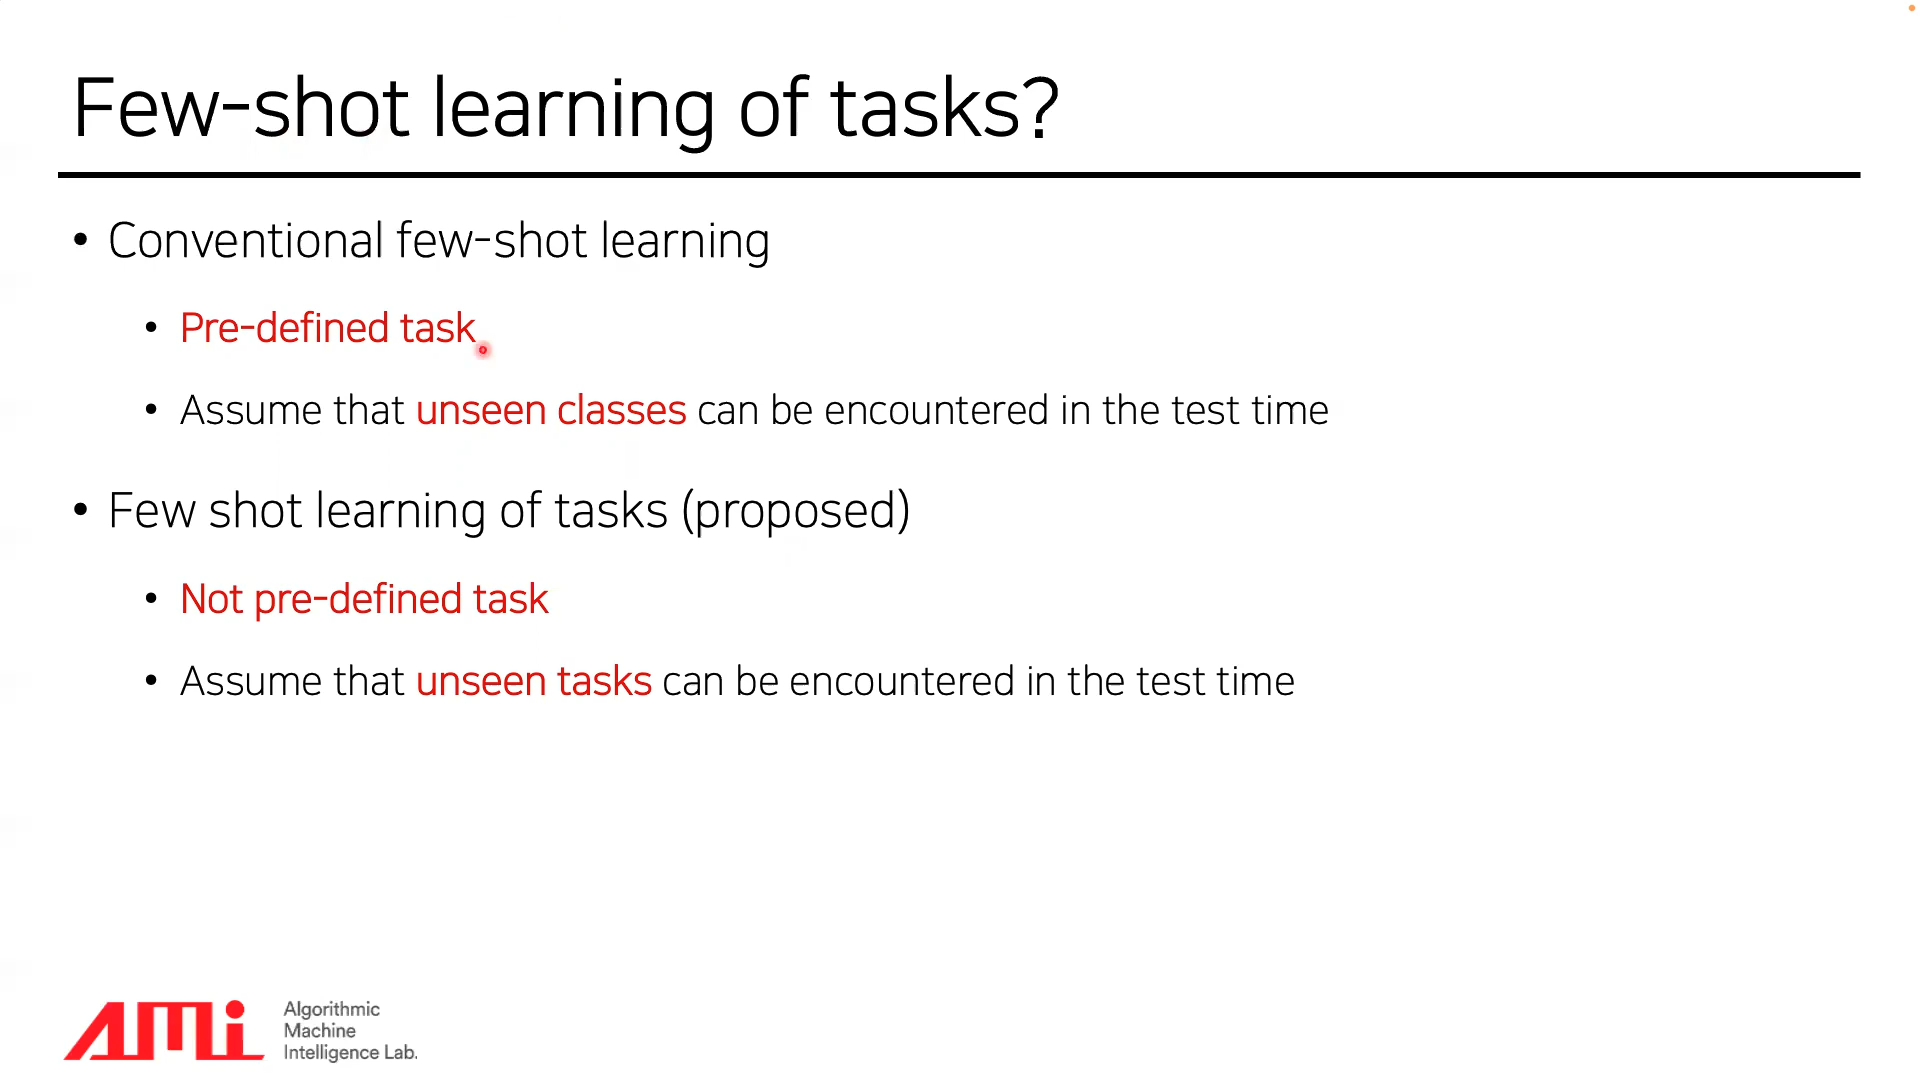 Few-shot learning of tasks?
• Conventional few-shot learning
• Pre-defined task
• Assume that unseen classes can be encountered in the test time
• Few shot learning of tasks (proposed)
• Not pre-defined task
• Assume that unseen tasks can be encountered in the test time
AMi
Algorithmic
Machine
Intelligence Lab.